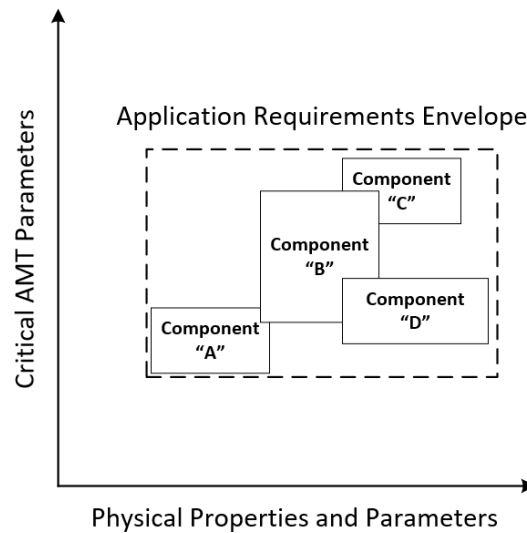 Critical AMT Parameters
Application Requirements Envelope
Component
“C”
Component
“B”
Component
“D”
Component
“A”
Physical Properties and Parameters